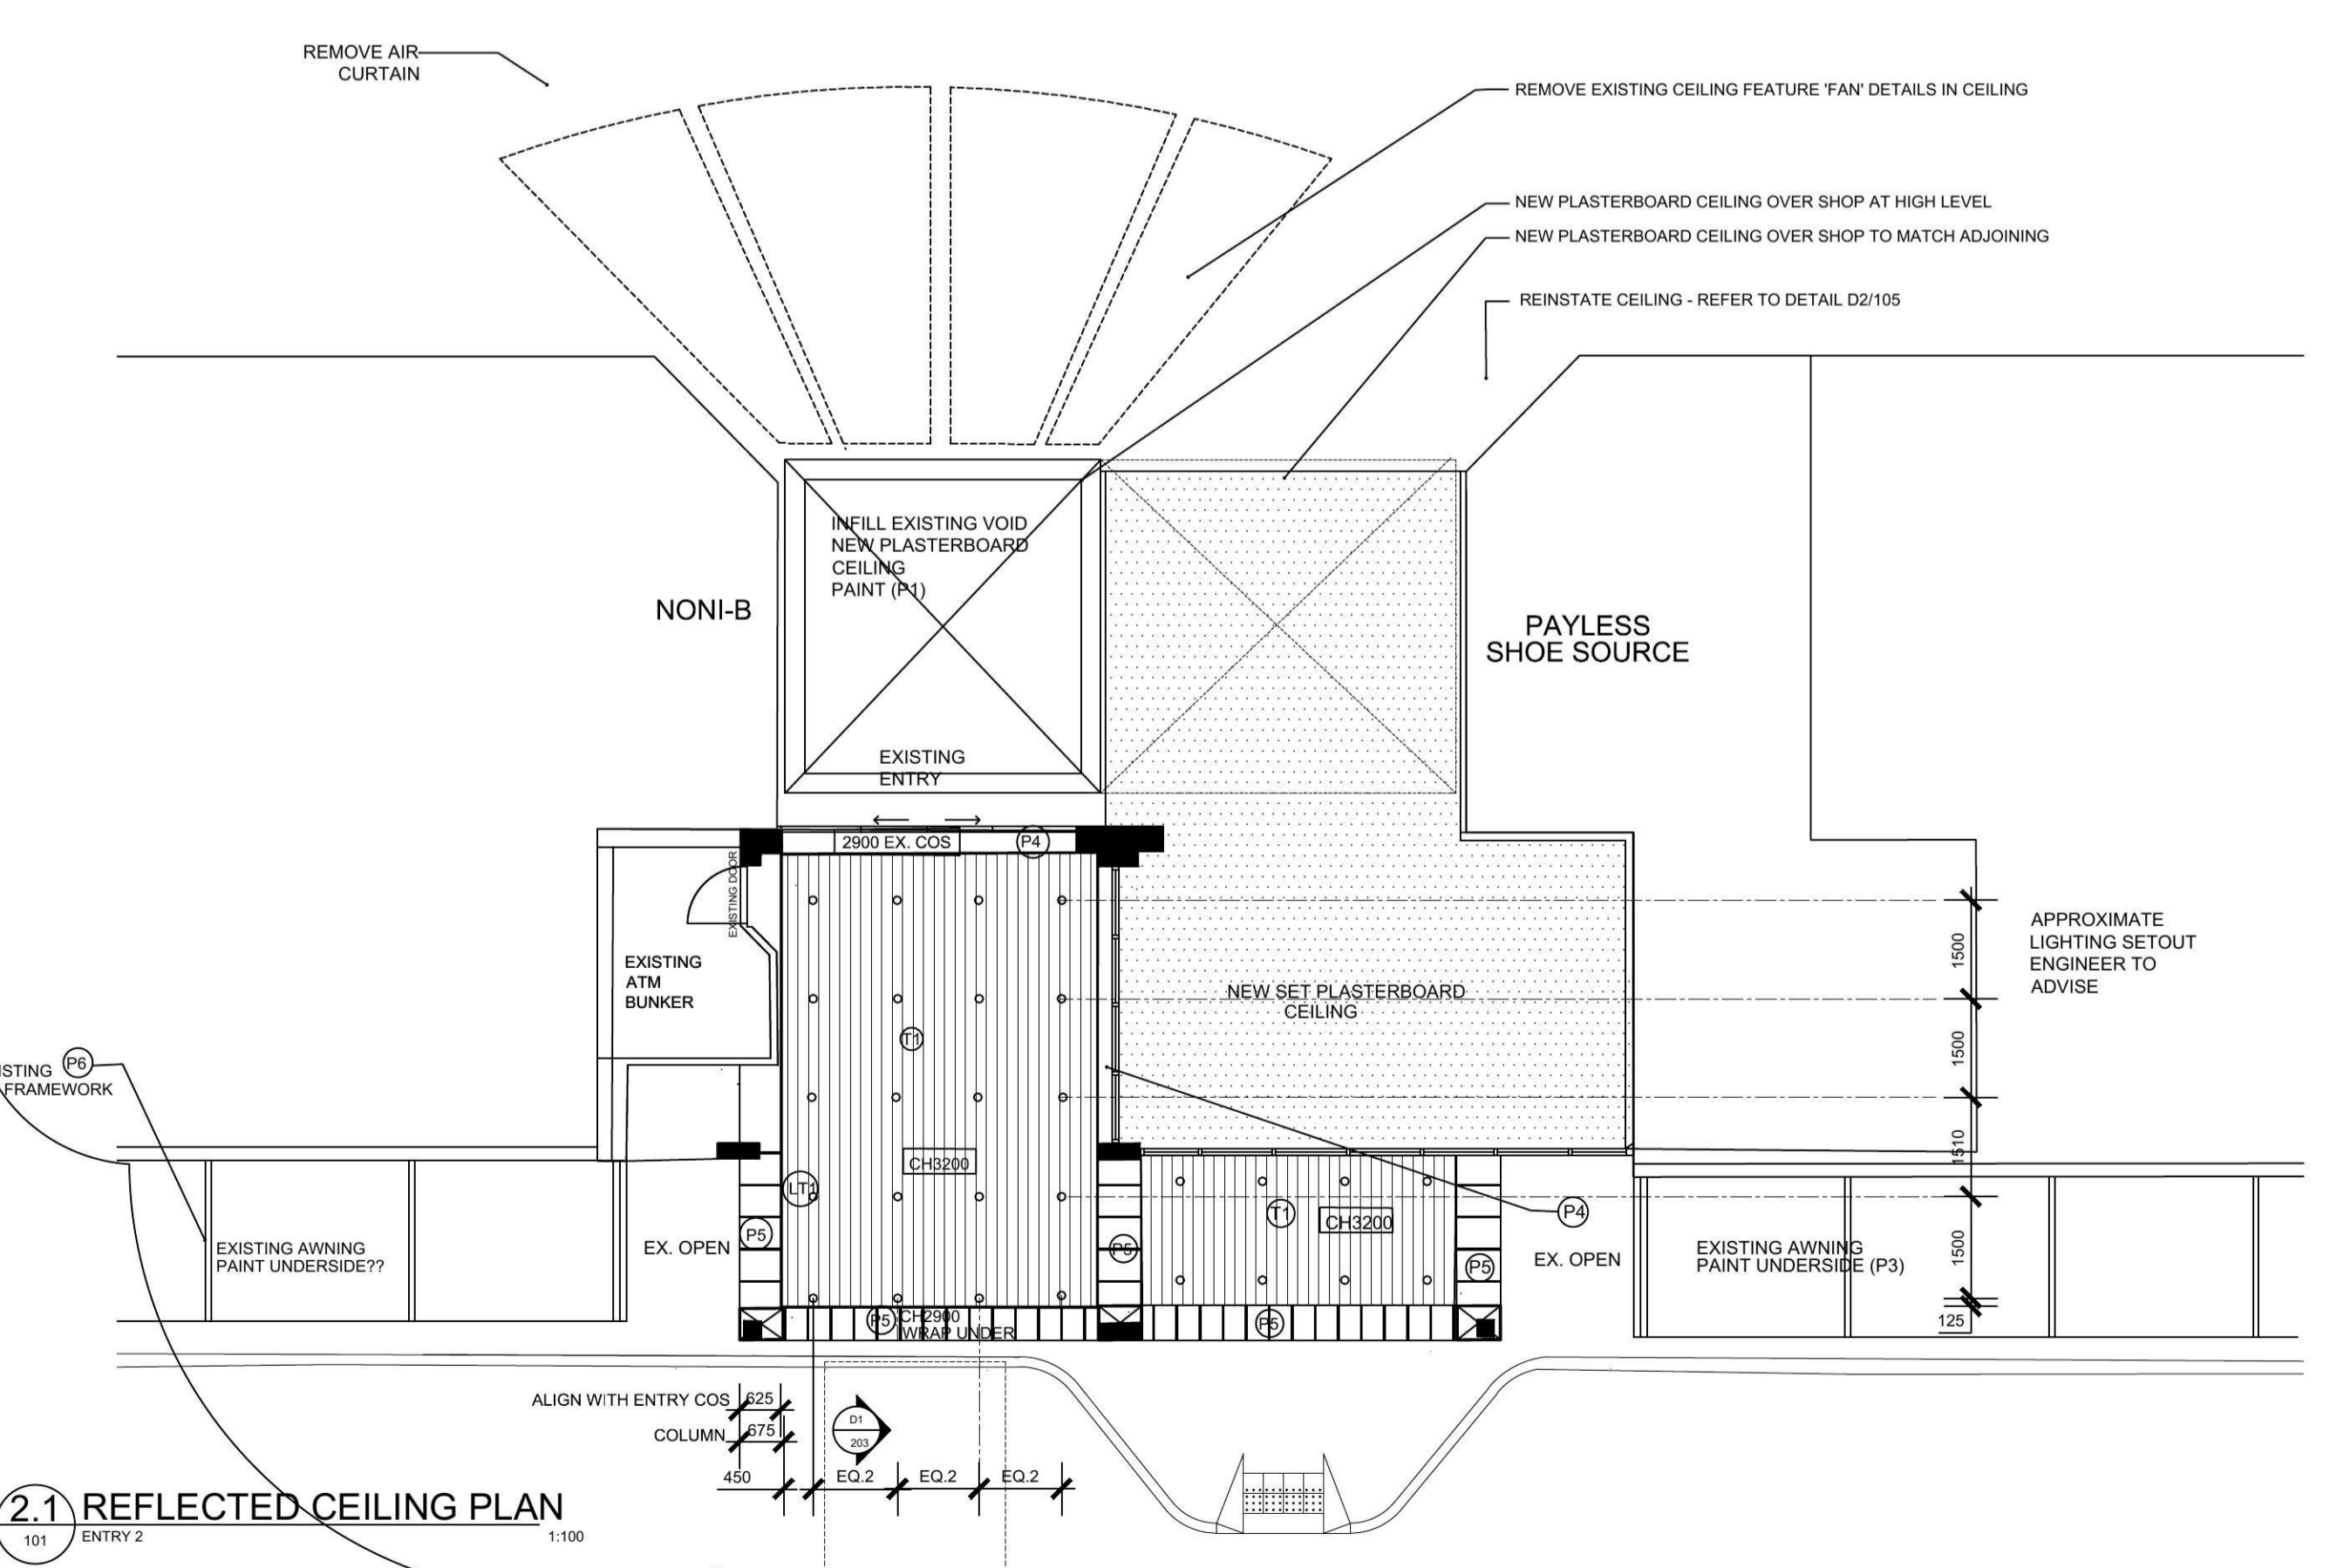 REMOVE AIR
CURTAIN
REMOVE EXISTING CEILING FEATURE 'FAN' DETAILS IN CEILING
NEW PLASTERBOARD CEILING OVER SHOP AT HIGH LEVEL
NEW PLASTERBOARD CEILING OVER SHOP TO MATCH ADJOINING
REINSTATE CEILING - REFER TO DETAIL D2/105
INFILL EXISTING VOID
NEW PLASTERBOARD
CEILING
PAINT (P1)
NONI-B
PAYLESS
SHOE SOURCE
EXISTING
ENTRY
2900 EX. COS
P4
EXISTING DOOR
EXISTING
ATM
BUNKER
T1
NEW SET PLASTERBOARD
CEILING
1500
1500
1510
1500
125
APPROXIMATE
LIGHTING SETOUT
ENGINEER TO
ADVISE
P6
FRAMEWORK
CH3200
LT1
P5
EX. OPEN
P5
T1
CH3200
P5
P4
EX. OPEN
EXISTING AWNING
PAINT UNDERSIDE??
EXISTING AWNING
PAINT UNDERSIDE (P3)
P5
CH2900
WRAP UNDER
P5
ALIGN WITH ENTRY COS
625
COLUMN
675
450
EQ.2
EQ.2
EQ.2
D1
203
2.1
101
REFLECTED CEILING PLAN
ENTRY 2
1:100